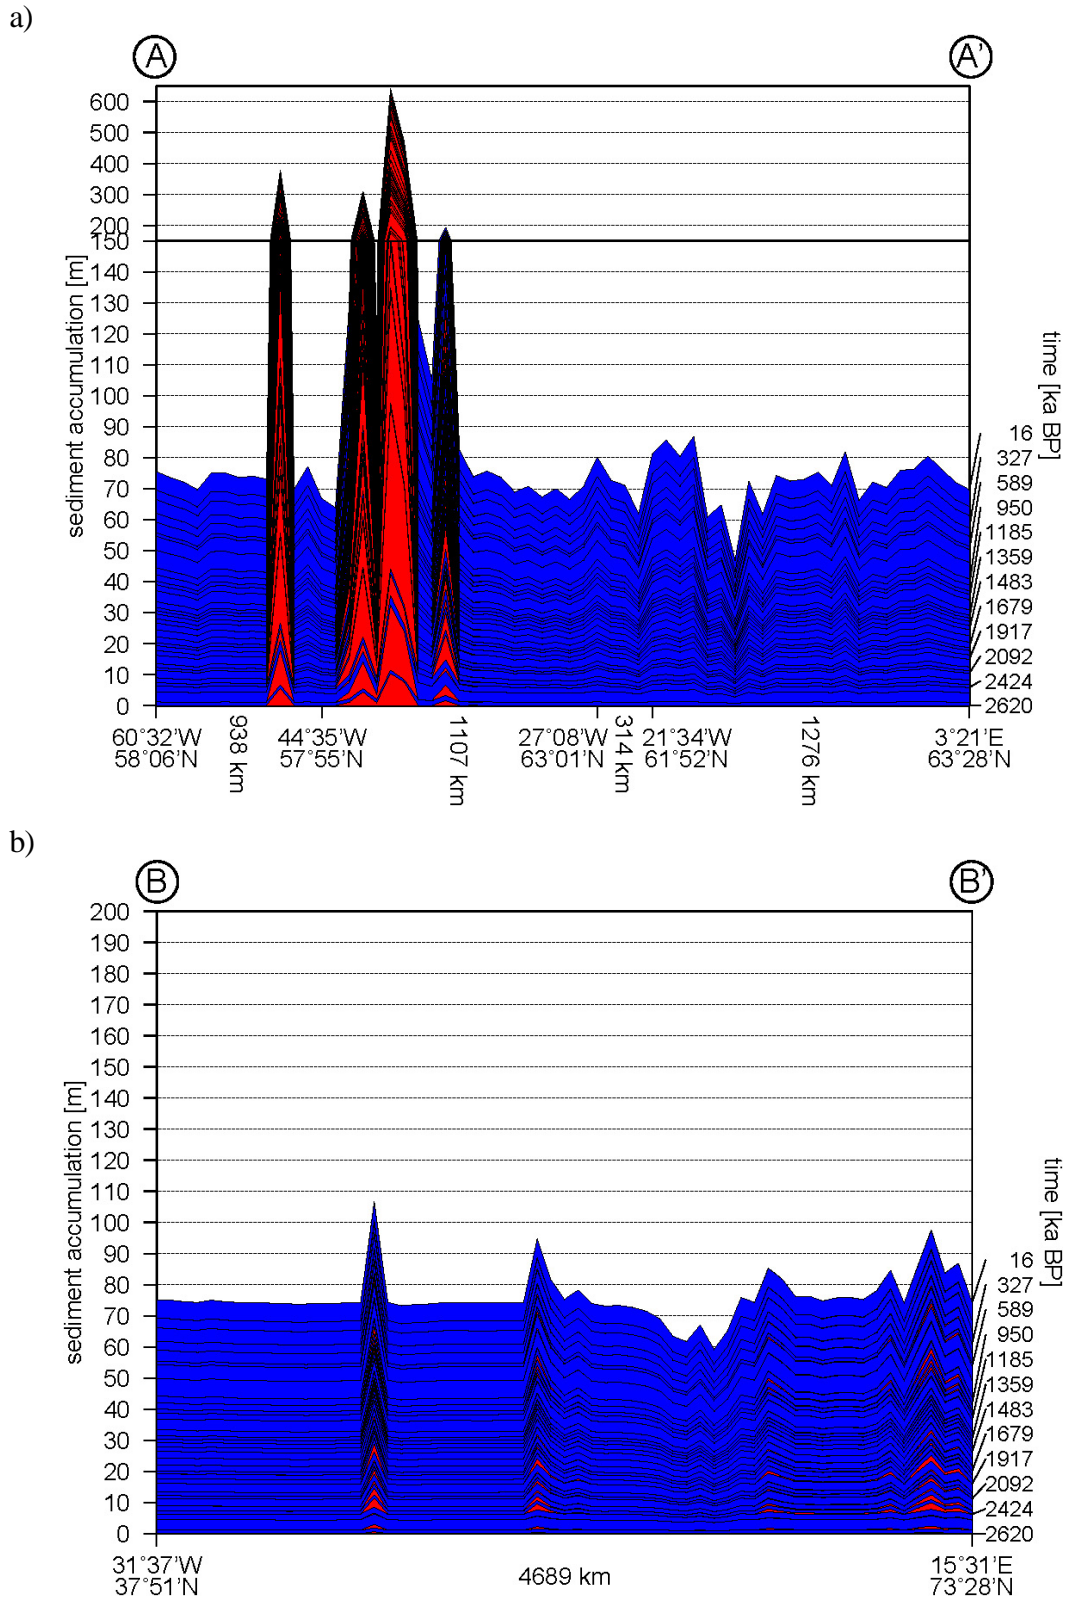 a)
A
A'
600
500
400
300
200
150
140
130
120
110
100
90
80
70
60
50
40
30
20
10
0
sediment accumulation [m]
time [ka BP]
16
327
589
950
1185
1359
1483
1679
1917
2092
2424
2620
60°32'W
58°06'N
938 km
44°35'W
57°55'N
1107 km
27°08'W
63°01'N
314 km
21°34'W
61°52'N
1276 km
3°21'E
63°28'N
b)
B
B'
200
190
180
170
160
150
140
130
120
110
100
90
80
70
60
50
40
30
20
10
0
sediment accumulation [m]
time [ka BP]
16
327
589
950
1185
1359
1483
1679
1917
2092
2424
2620
31°37'W
37°51'N
4689 km
15°31'E
73°28'N